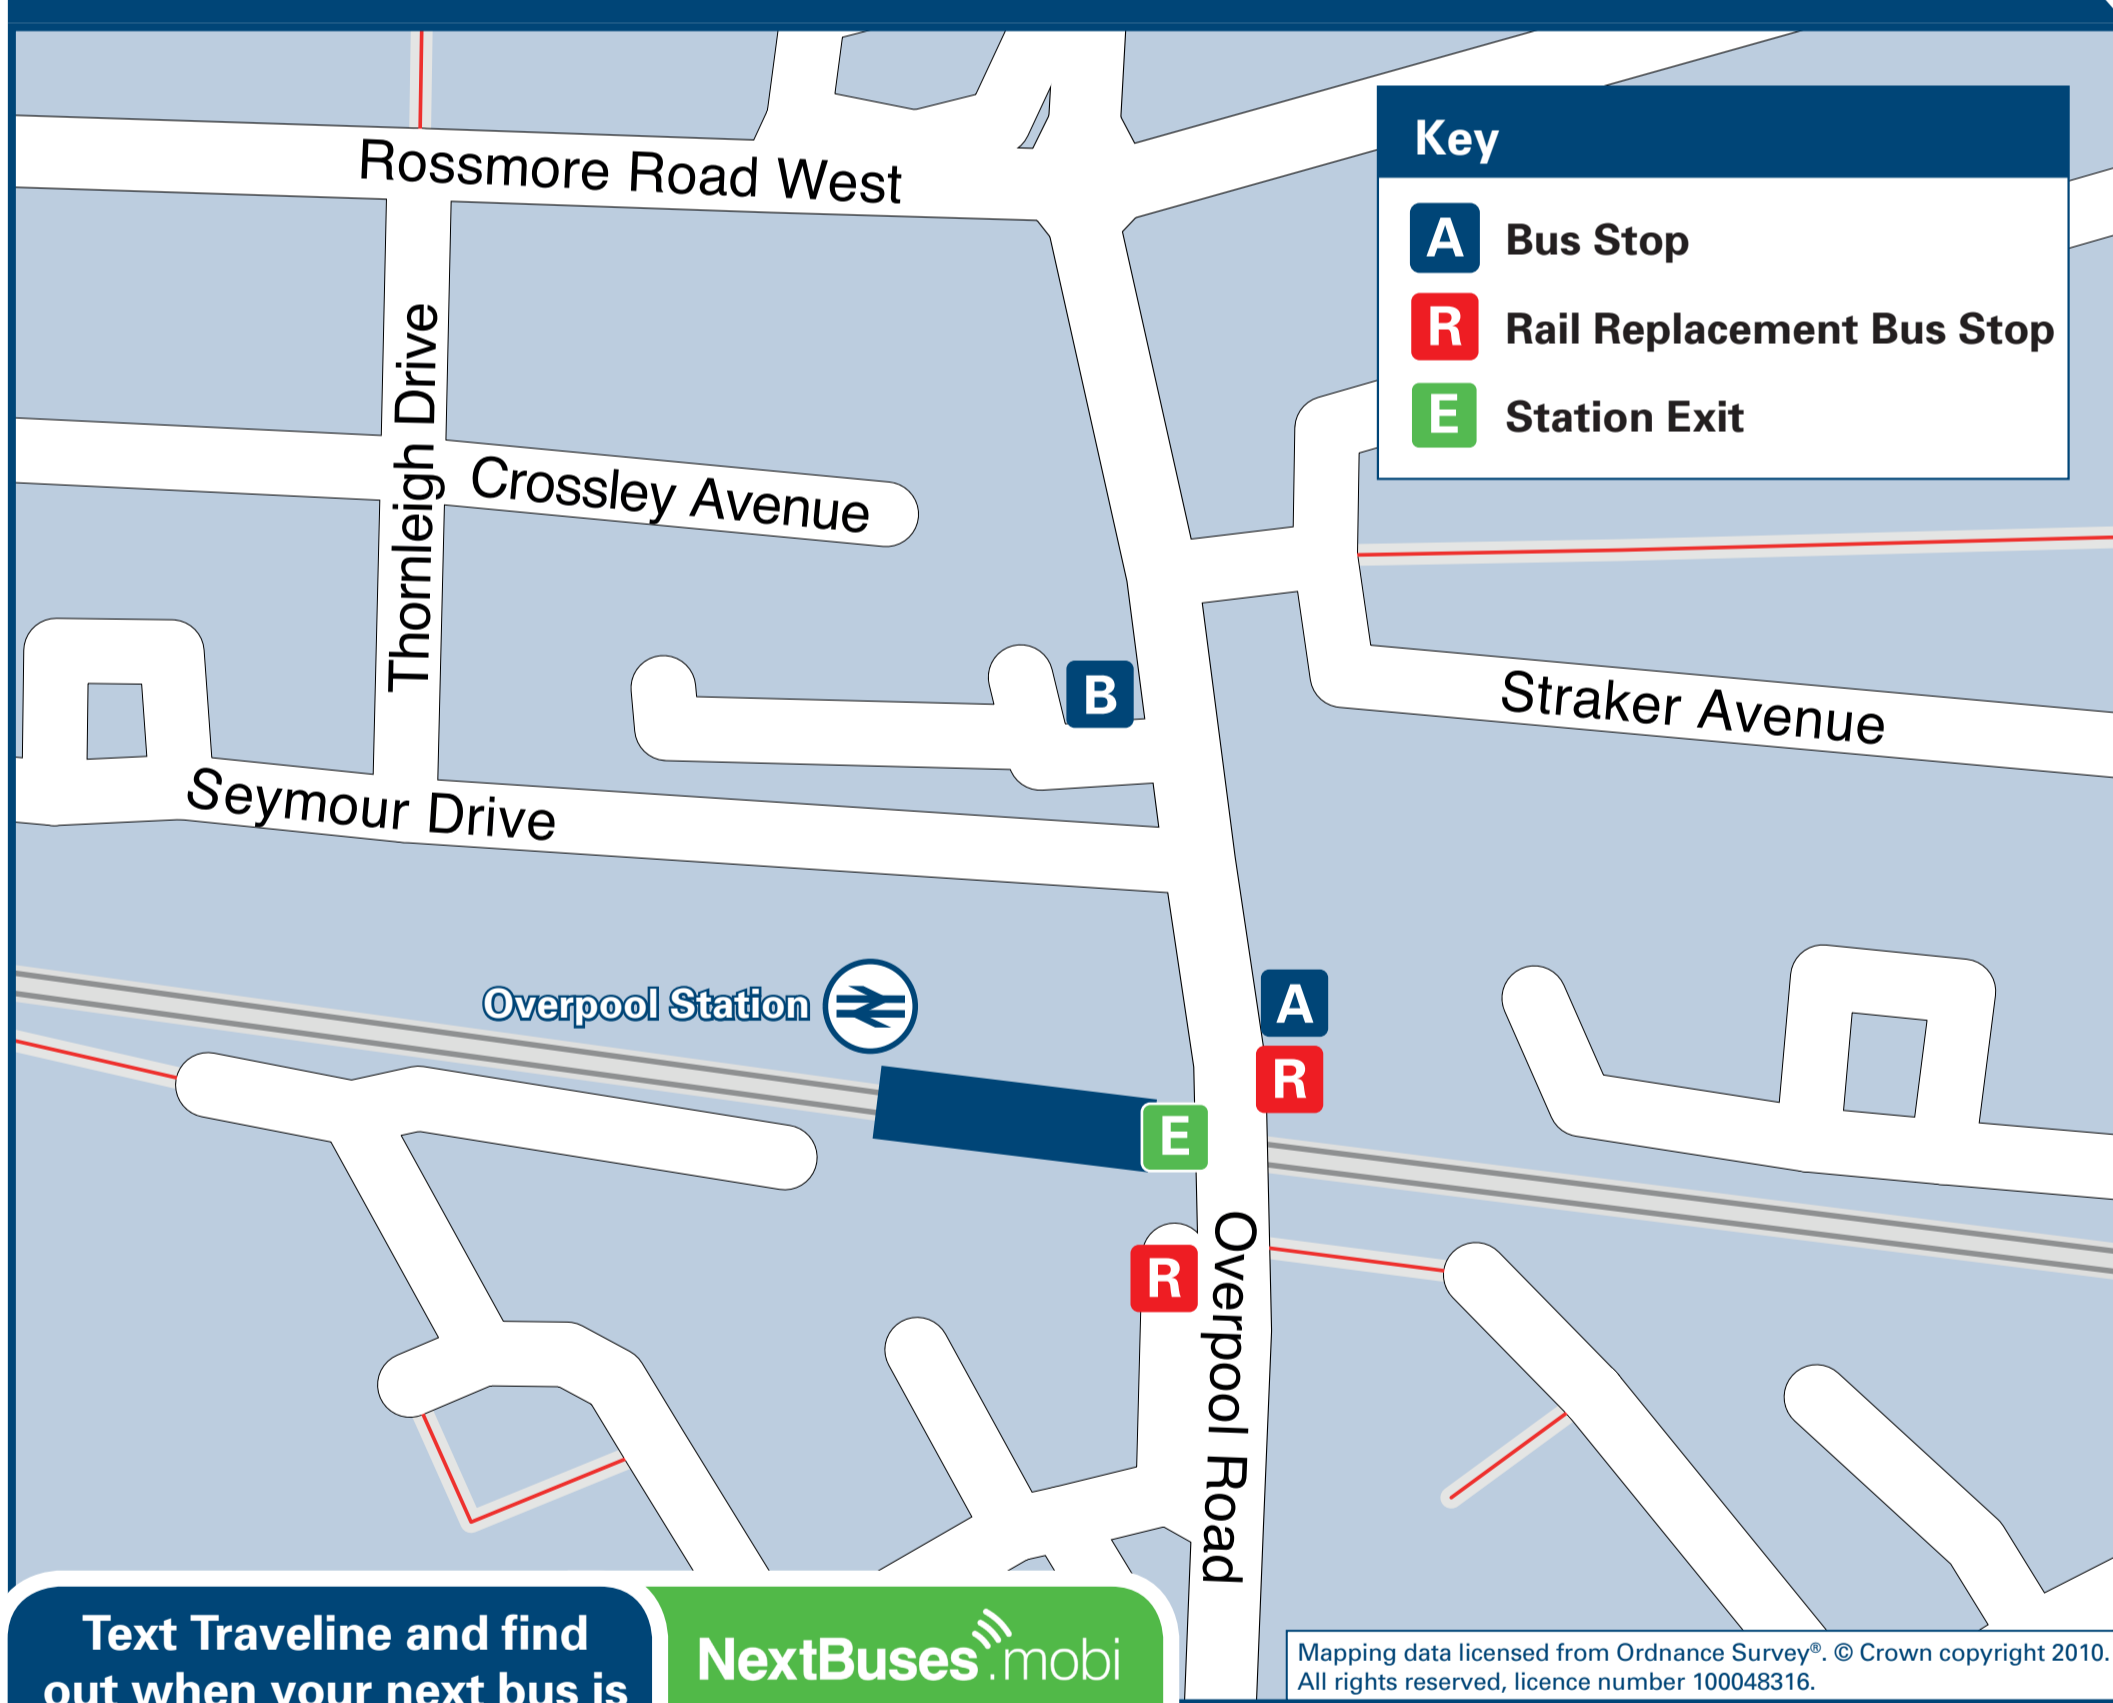 Key
A Bus Stop
R Rail Replacement Bus Stop
E Station Exit
Rossmore Road West
Thornleigh Drive
Crossley Avenue
B
Straker Avenue
Seymour Drive
Overpool Station
A
R
E
R
Overpool Road
Text Traveline and find
out when your next bus is
NextBuses.mobi
Mapping data licensed from Ordnance Survey®. © Crown copyright 2010.
All rights reserved, licence number 100048316.